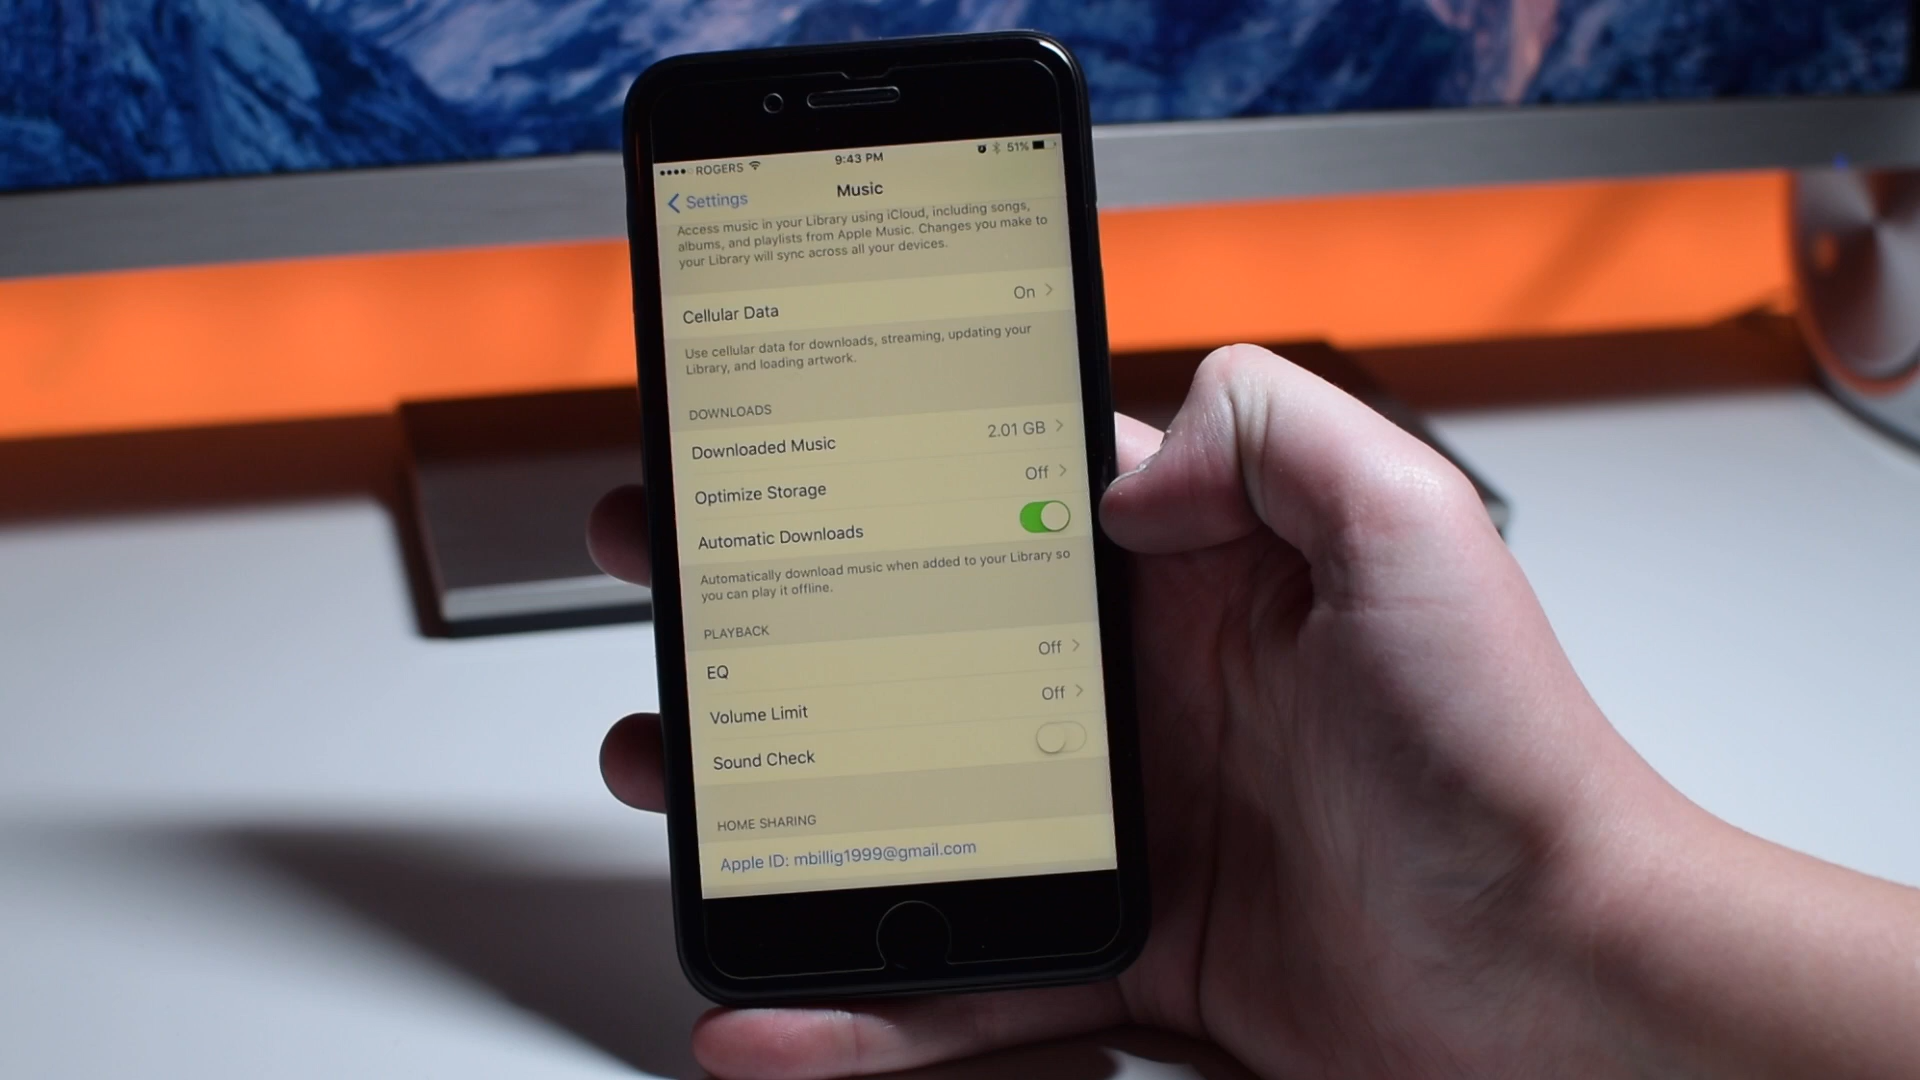 ROGERS 9:43 PM 51%
Settings Music
Access music in your Library using iCloud, including songs,
albums, and playlists from Apple Music. Changes you make to
your Library will sync across all your devices.
Cellular Data On
Use cellular data for downloads, streaming, updating your
Library, and loading artwork.
DOWNLOADS
Downloaded Music 2.01 GB
Optimize Storage Off
Automatic Downloads
Automatically download music when added to your Library so
you can play it offline.
PLAYBACK
EQ Off
Volume Limit Off
Sound Check
HOME SHARING
Apple ID: mbillig1999@gmail.com